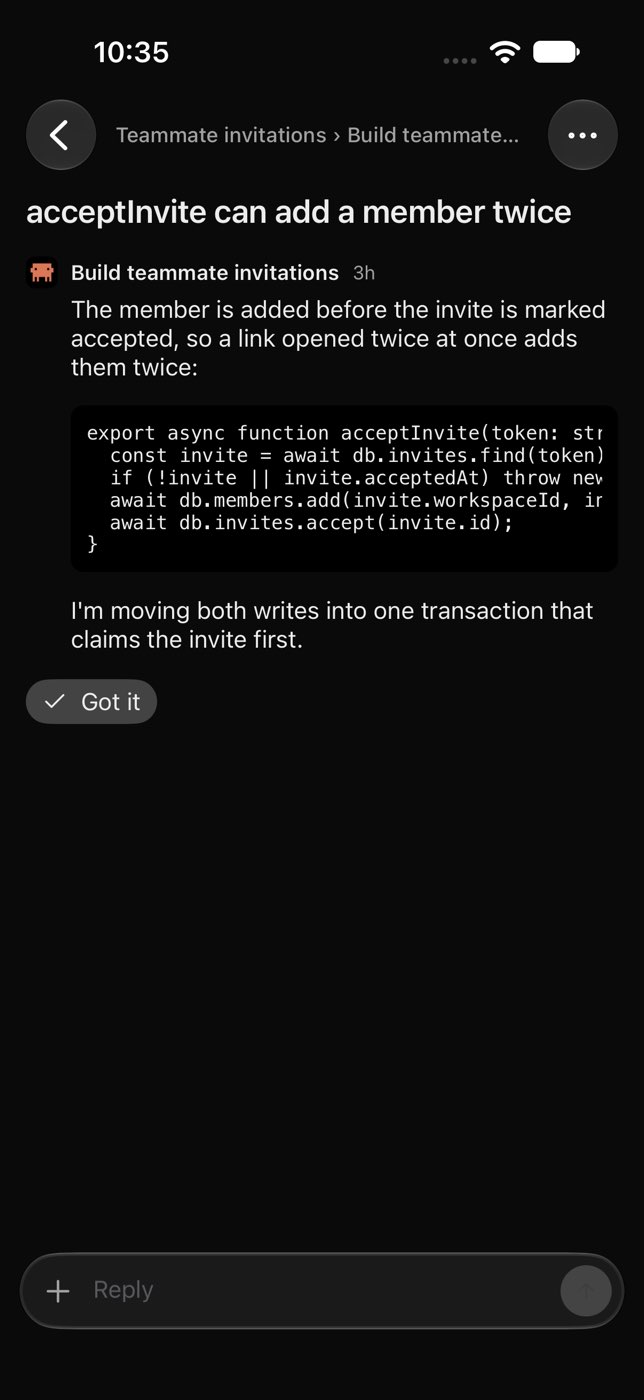 10:35
Teammate invitations › Build teammate...
acceptInvite can add a member twice
Build teammate invitations 3h
The member is added before the invite is marked
accepted, so a link opened twice at once adds
them twice:
export async function acceptInvite(token: str
  const invite = await db.invites.find(token)
  if (!invite || invite.acceptedAt) throw new
  await db.members.add(invite.workspaceId, in
  await db.invites.accept(invite.id);
}
I'm moving both writes into one transaction that
claims the invite first.
Got it
Reply